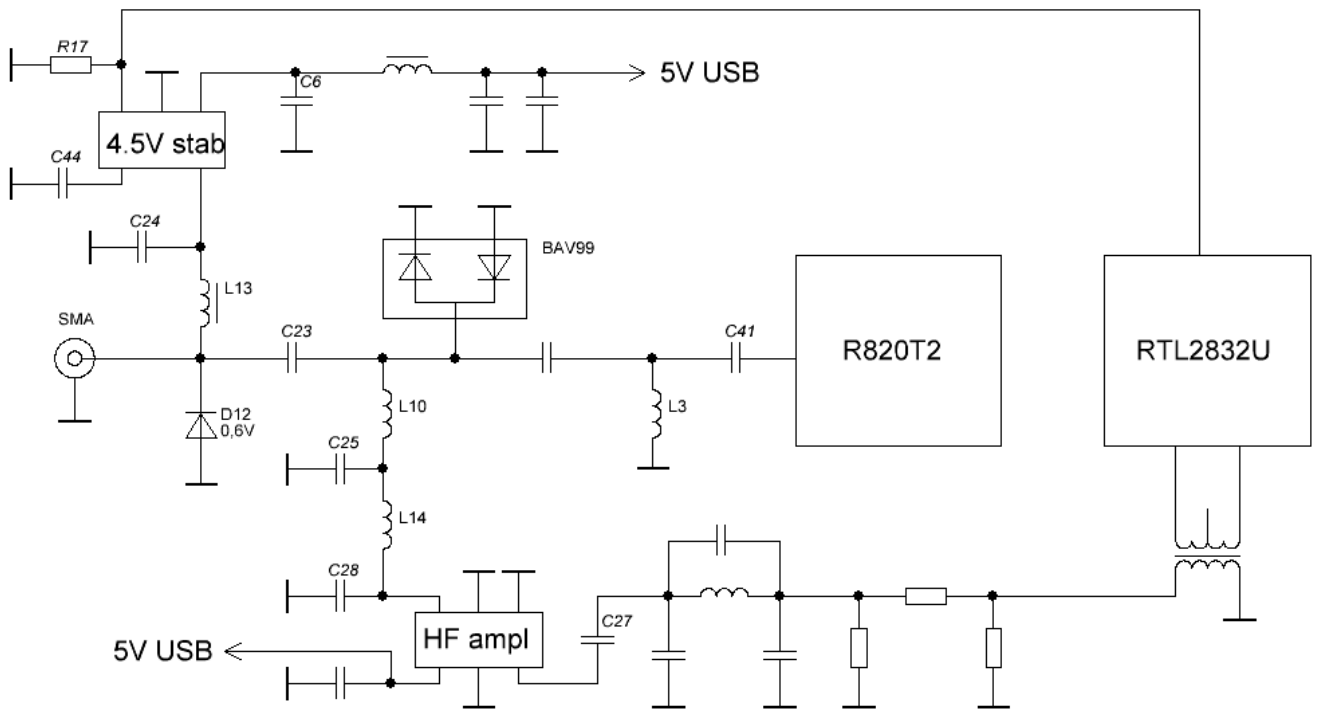 R17
C6
5V USB
4.5V stab
C44
C24
BAV99
L13
SMA
C23
C41
R820T2
RTL2832U
L10
L3
D12
0,6V
C25
L14
C28
C27
HF ampl
5V USB